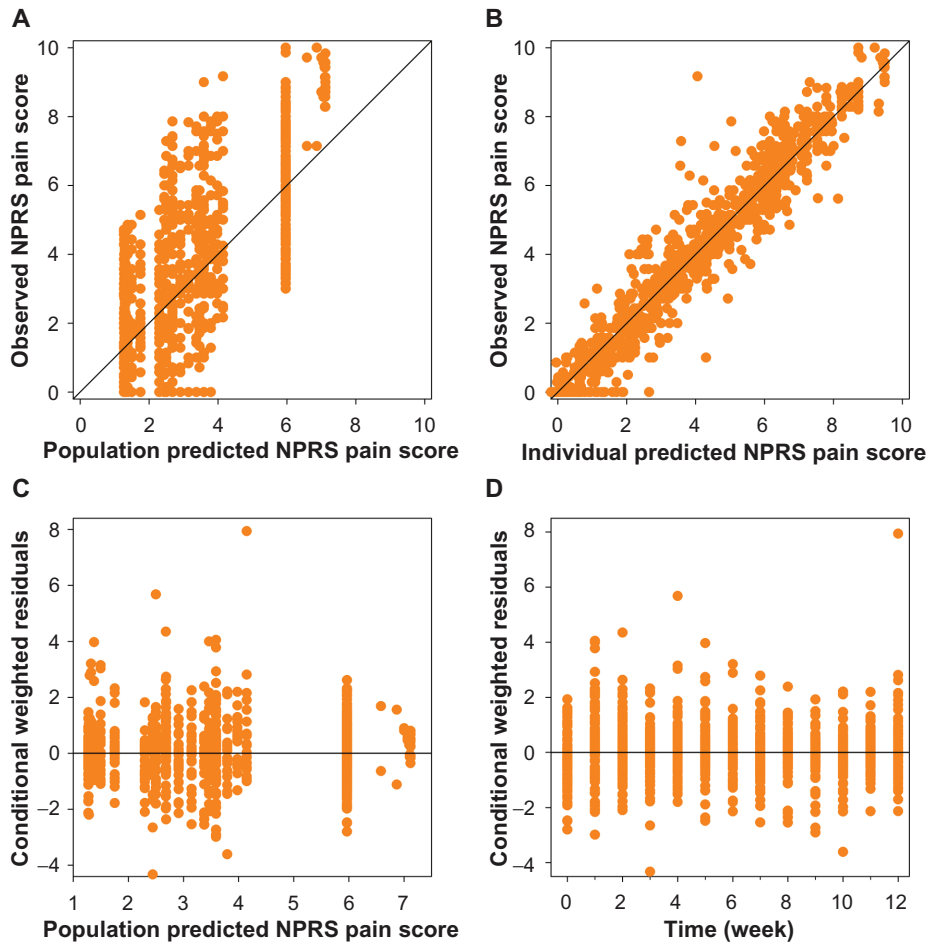 A
Observed NPRS pain score
10
8
6
4
2
0
0 2 4 6 8 10
Population predicted NPRS pain score
B
Observed NPRS pain score
10
8
6
4
2
0
0 2 4 6 8 10
Individual predicted NPRS pain score
C
Conditional weighted residuals
8
6
4
2
0
–2
–4
1 2 3 4 5 6 7
Population predicted NPRS pain score
D
Conditional weighted residuals
8
6
4
2
0
–2
–4
0 2 4 6 8 10 12
Time (week)